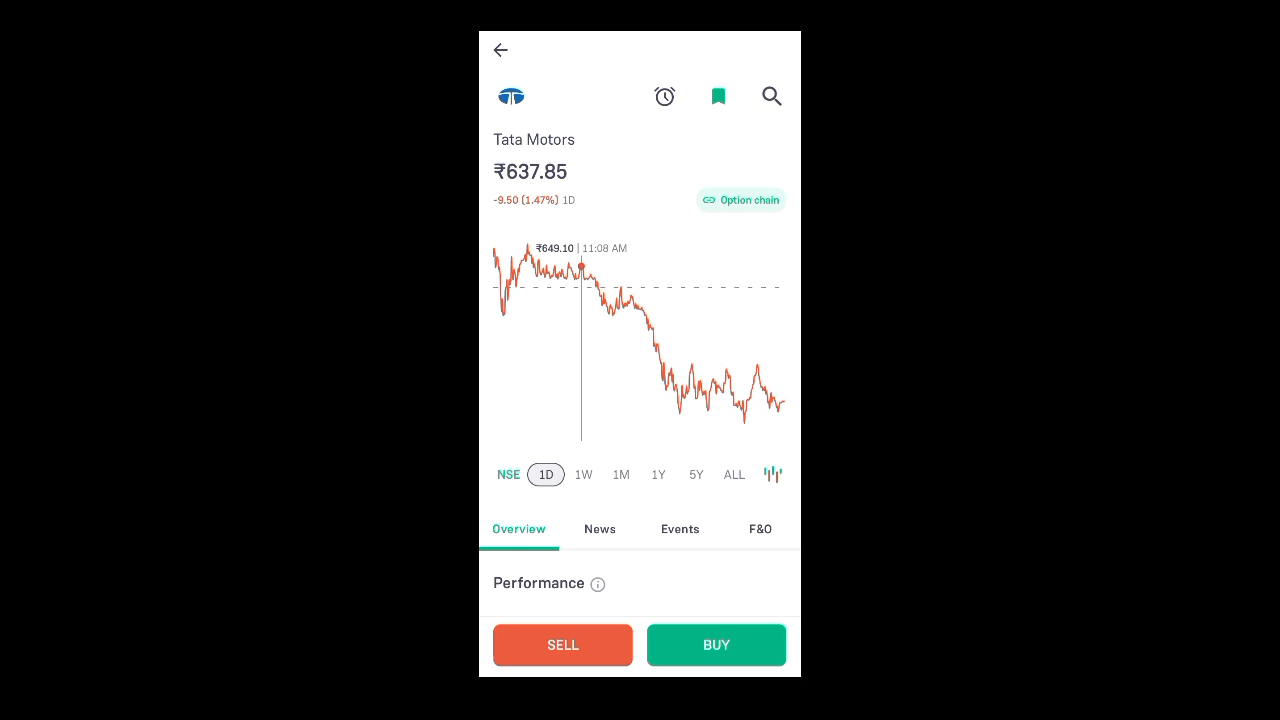 Tata Motors
₹637.85
-9.50 (1.47%) 1D
Option chain
₹649.10 | 11:08 AM
NSE 1D 1W 1M 1Y 5Y ALL
Overview News Events F&O
Performance
SELL BUY